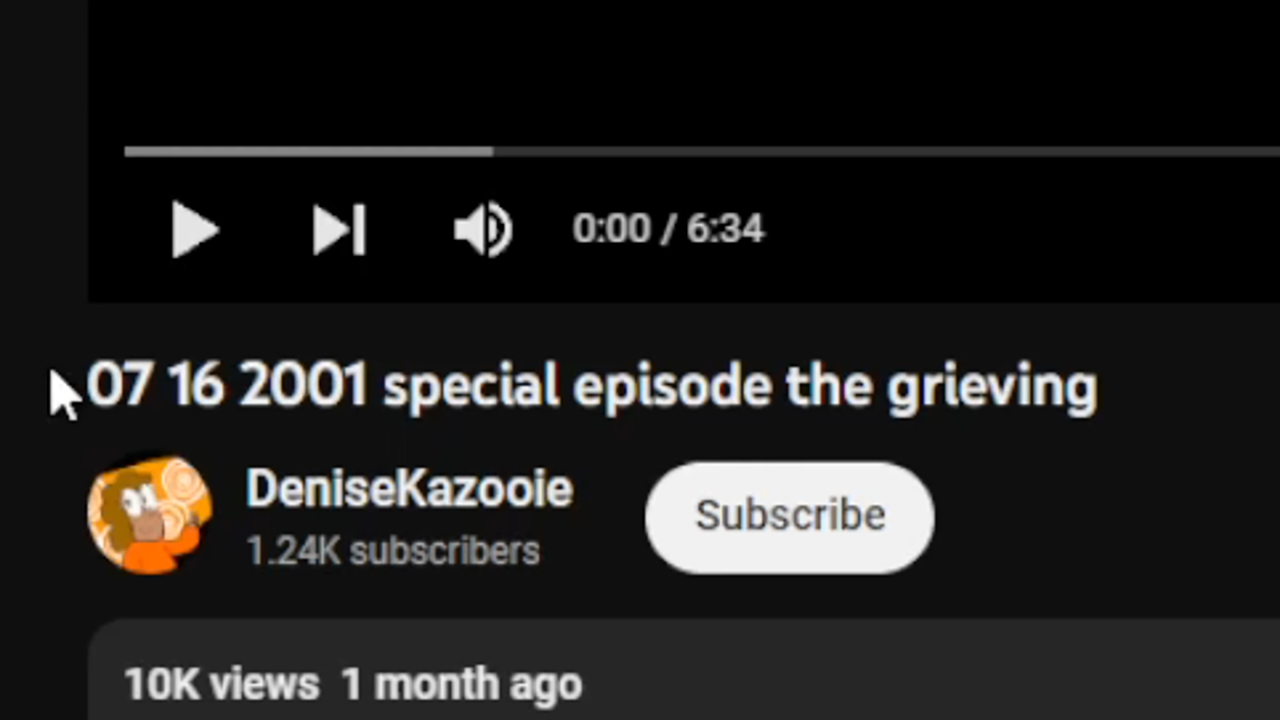 0:00 / 6:34
07 16 2001 special episode the grieving
DeniseKazooie
1.24K subscribers
Subscribe
10K views 1 month ago